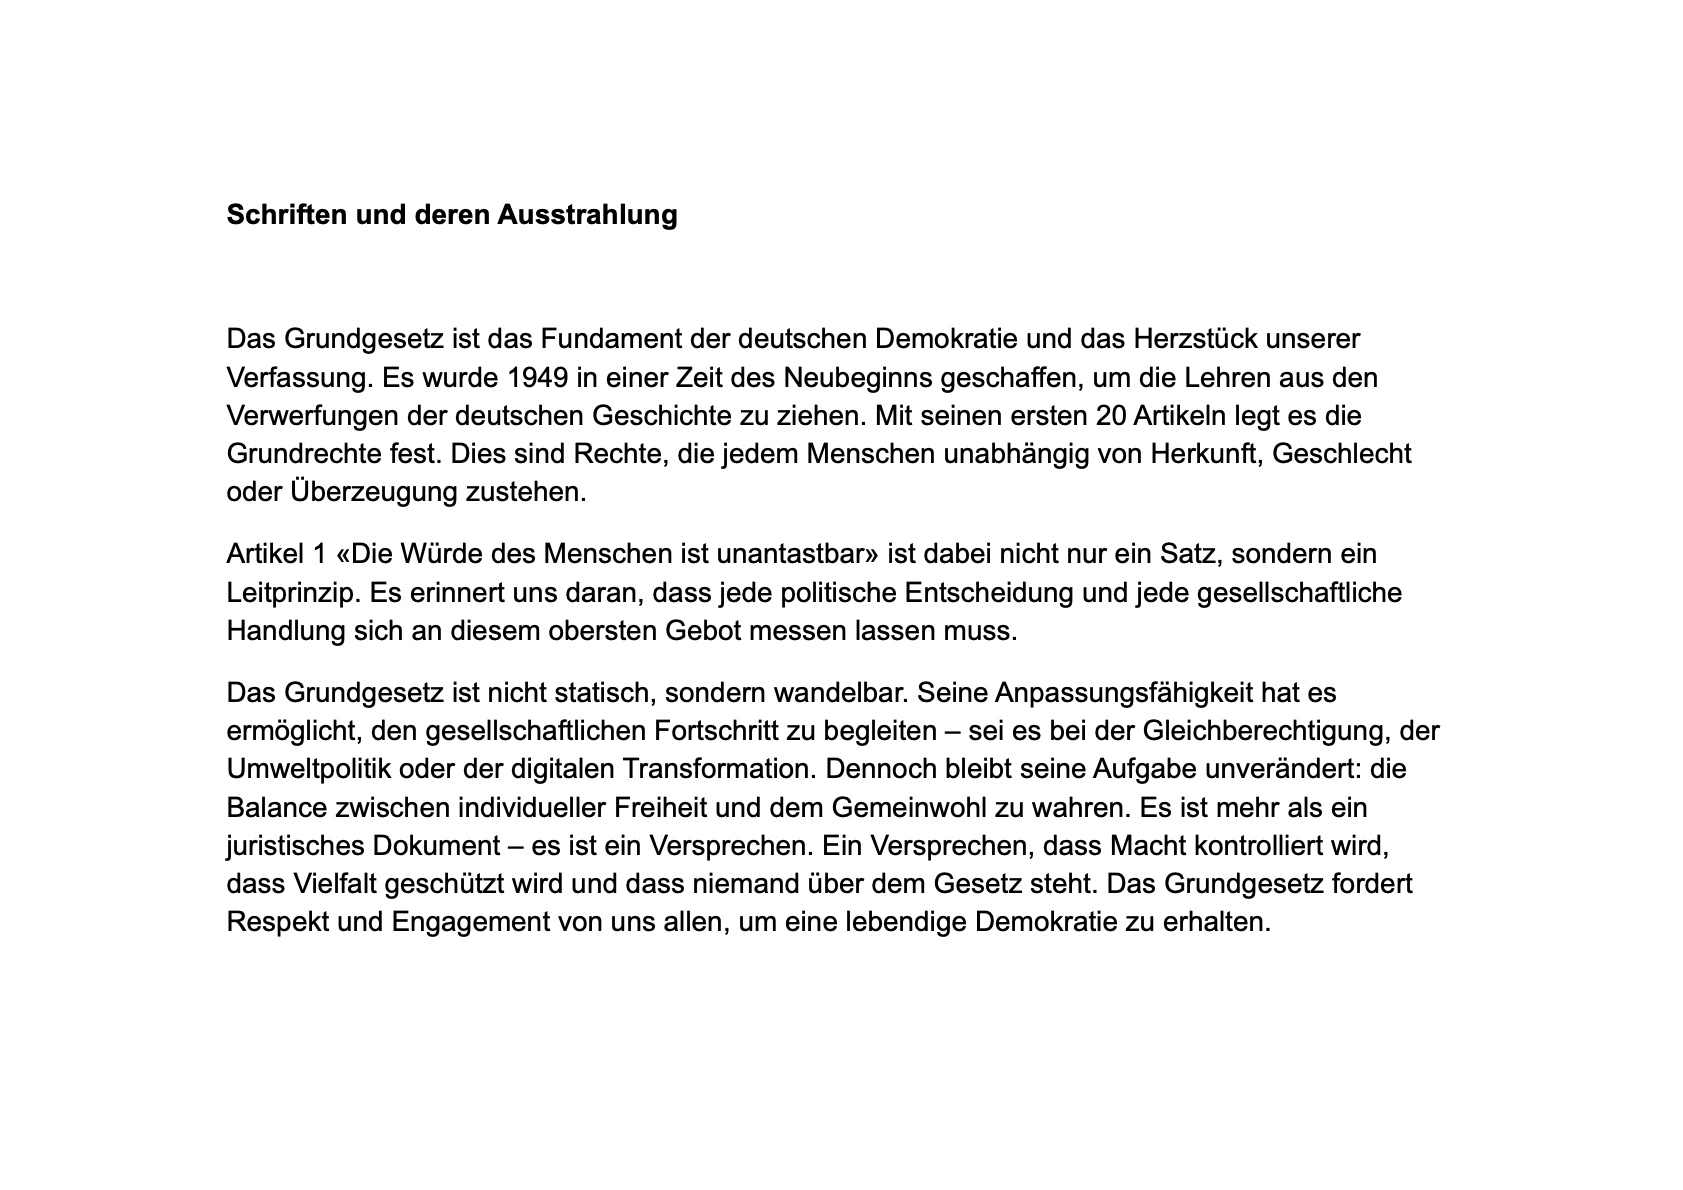 Schriften und deren Ausstrahlung
Das Grundgesetz ist das Fundament der deutschen Demokratie und das Herzstück unserer
Verfassung. Es wurde 1949 in einer Zeit des Neubeginns geschaffen, um die Lehren aus den
Verwerfungen der deutschen Geschichte zu ziehen. Mit seinen ersten 20 Artikeln legt es die
Grundrechte fest. Dies sind Rechte, die jedem Menschen unabhängig von Herkunft, Geschlecht
oder Überzeugung zustehen.
Artikel 1 «Die Würde des Menschen ist unantastbar» ist dabei nicht nur ein Satz, sondern ein
Leitprinzip. Es erinnert uns daran, dass jede politische Entscheidung und jede gesellschaftliche
Handlung sich an diesem obersten Gebot messen lassen muss.
Das Grundgesetz ist nicht statisch, sondern wandelbar. Seine Anpassungsfähigkeit hat es
ermöglicht, den gesellschaftlichen Fortschritt zu begleiten – sei es bei der Gleichberechtigung, der
Umweltpolitik oder der digitalen Transformation. Dennoch bleibt seine Aufgabe unverändert: die
Balance zwischen individueller Freiheit und dem Gemeinwohl zu wahren. Es ist mehr als ein
juristisches Dokument – es ist ein Versprechen. Ein Versprechen, dass Macht kontrolliert wird,
dass Vielfalt geschützt wird und dass niemand über dem Gesetz steht. Das Grundgesetz fordert
Respekt und Engagement von uns allen, um eine lebendige Demokratie zu erhalten.